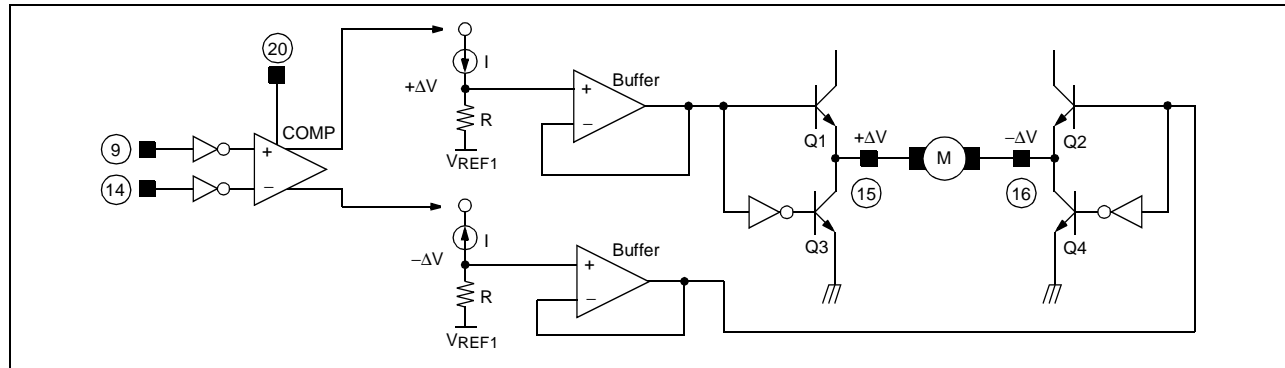 20
COMP
9
+
14
−
I
+ΔV
R
VREF1
Buffer
+
−
I
−ΔV
R
VREF1
Buffer
+
−
Q1
+ΔV
M
−ΔV
Q2
15
16
Q3
Q4